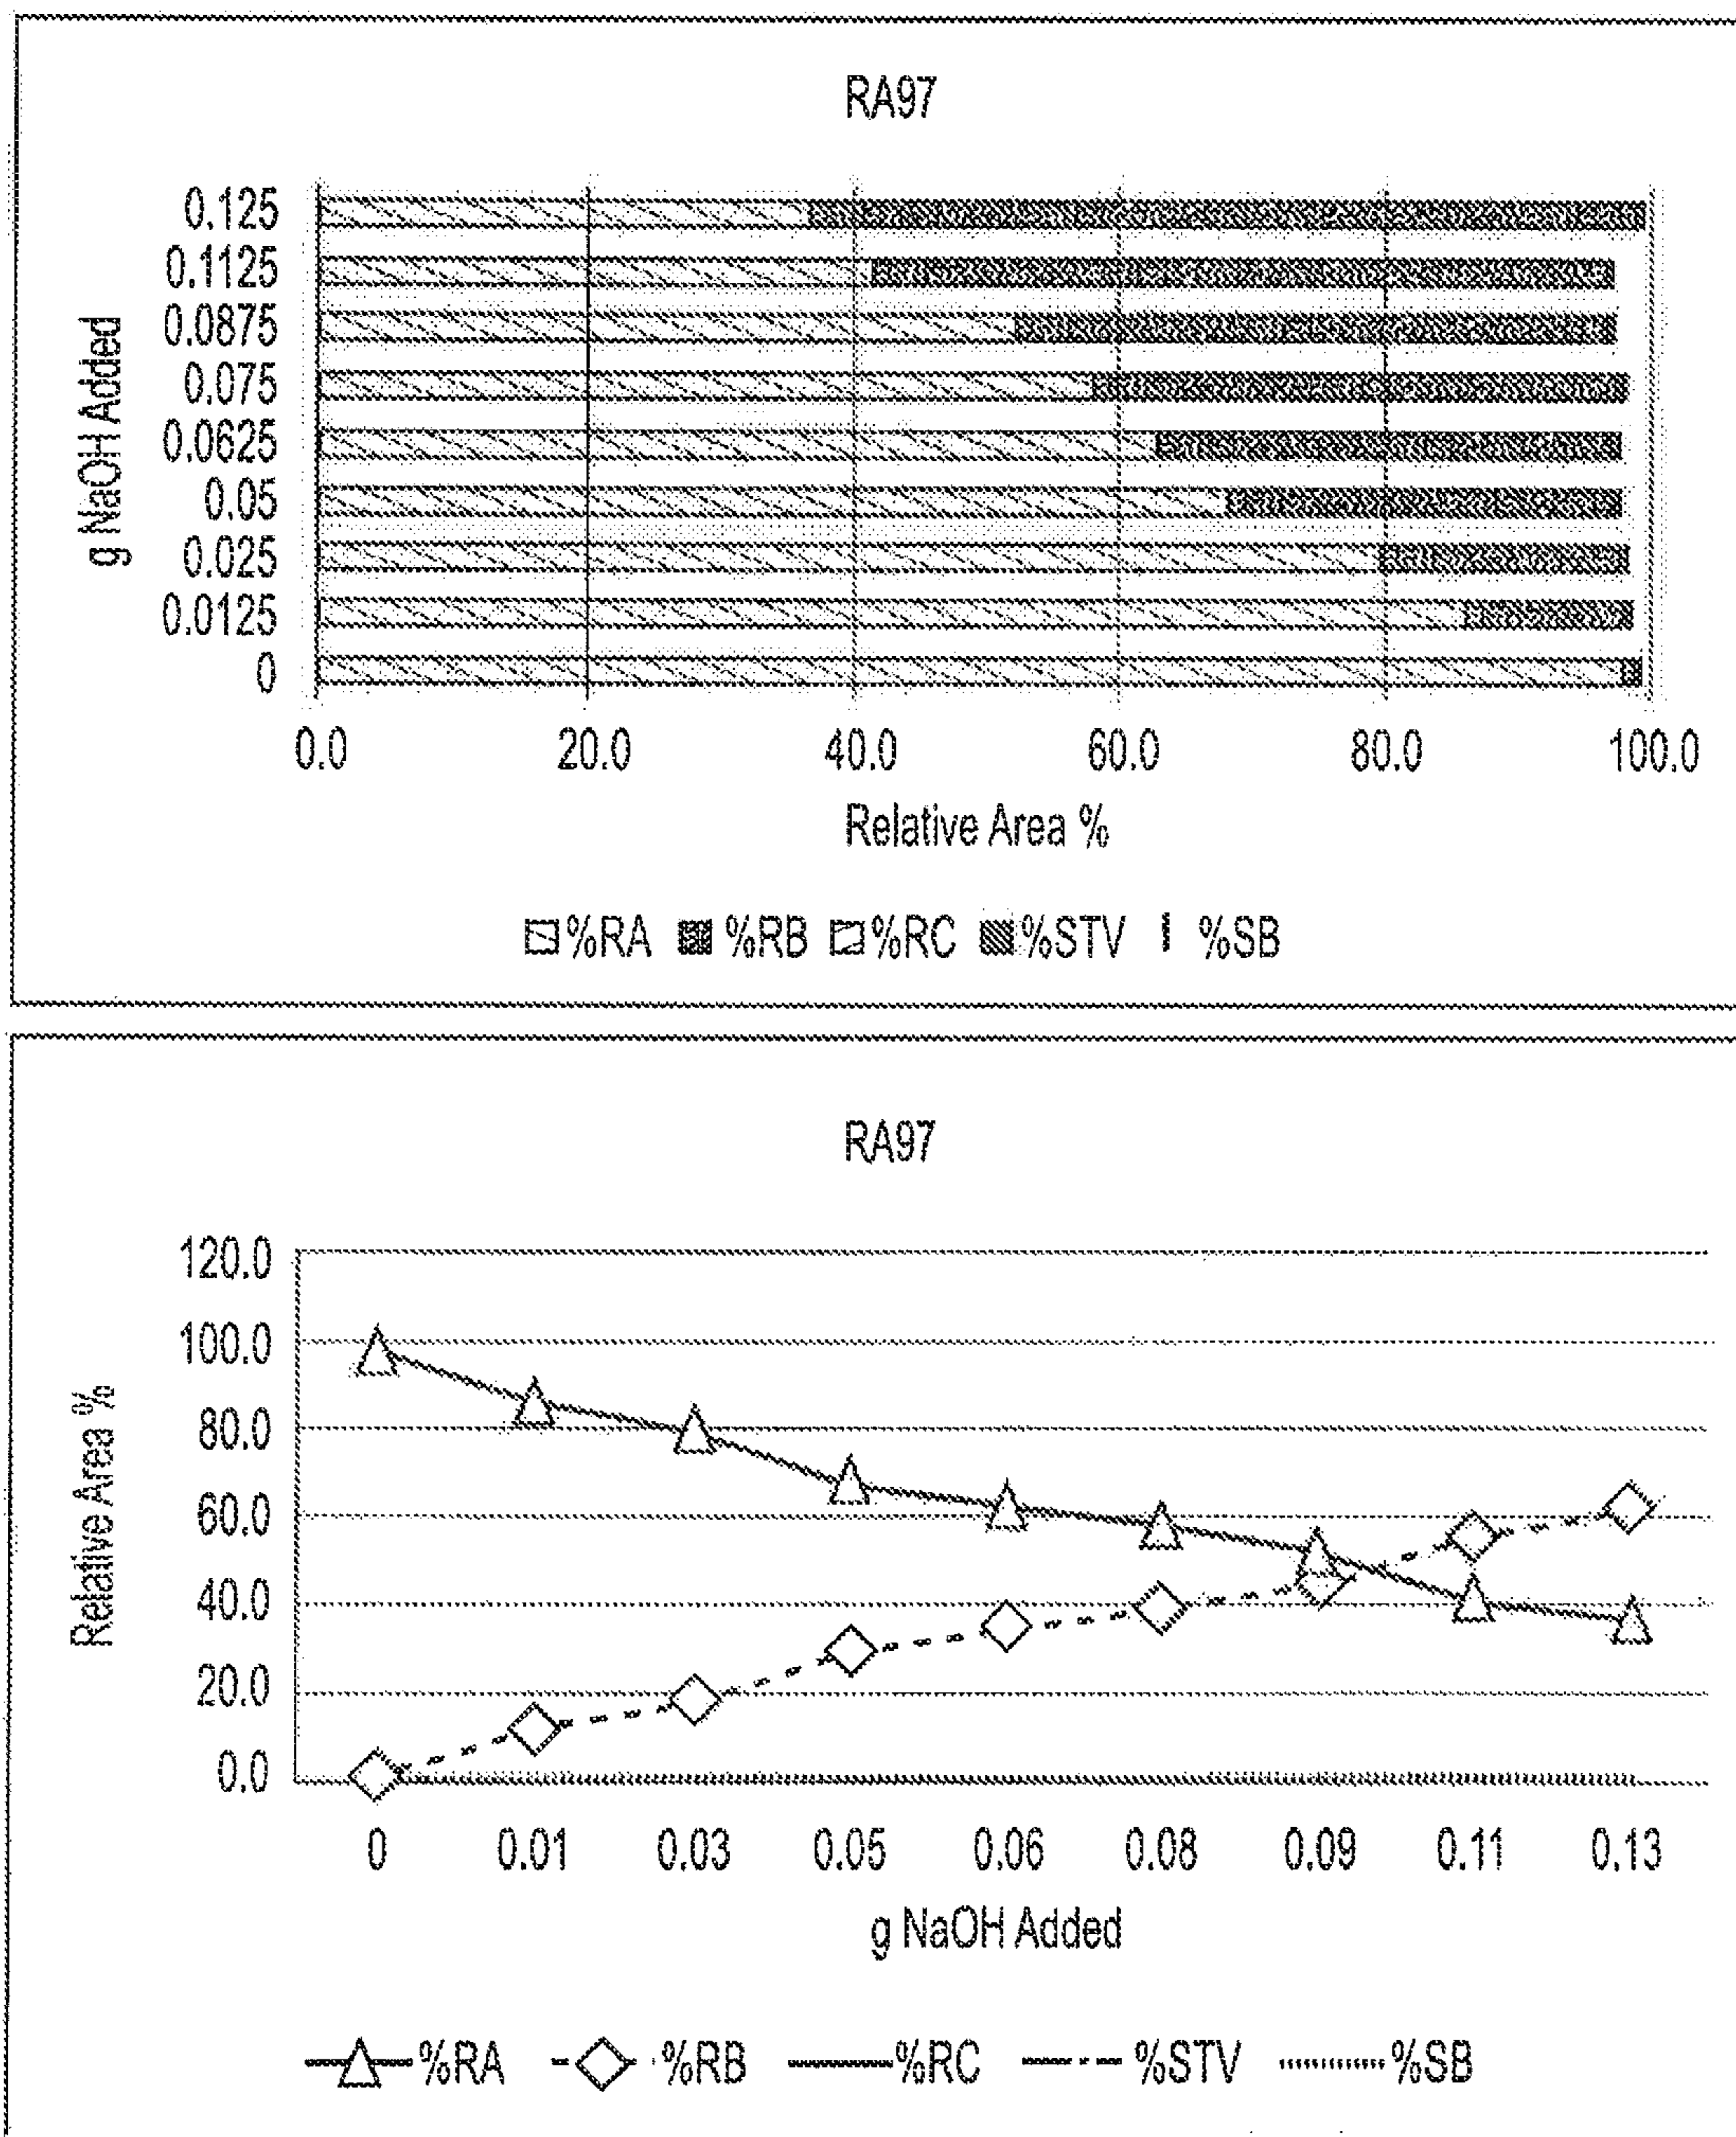 RA97
g NaOH Added
0.125
0.1125
0.0875
0.075
0.0625
0.05
0.025
0.0125
0
0.0 20.0 40.0 60.0 80.0 100.0
Relative Area %
%RA %RB %RC %STV %SB
RA97
Relative Area %
120.0
100.0
80.0
60.0
40.0
20.0
0.0
0 0.01 0.03 0.05 0.06 0.08 0.09 0.11 0.13
g NaOH Added
%RA %RB %RC %STV %SB